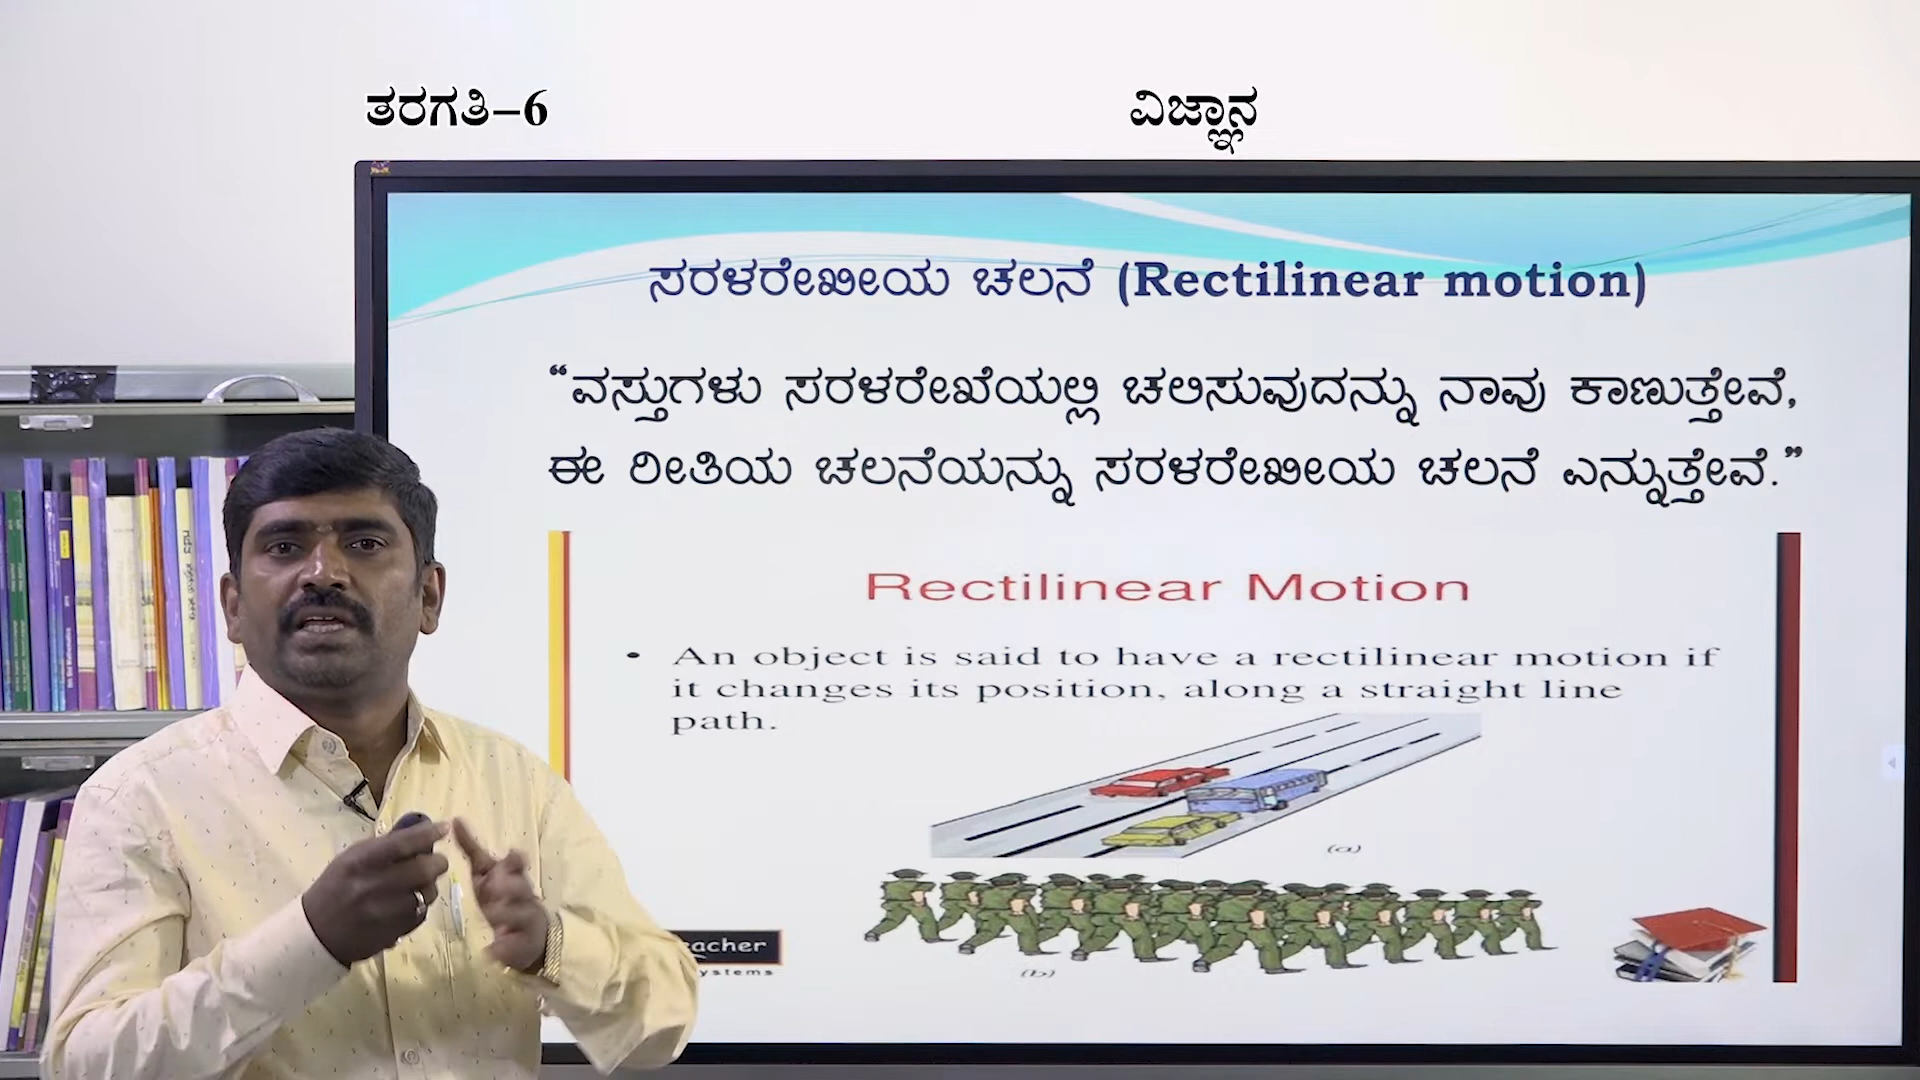 ತರಗತಿ-6
ವಿಜ್ಞಾನ
ಸರಳರೇಖೀಯ ಚಲನೆ (Rectilinear motion)
“ವಸ್ತುಗಳು ಸರಳರೇಖೆಯಲ್ಲಿ ಚಲಿಸುವುದನ್ನು ನಾವು ಕಾಣುತ್ತೇವೆ,
ಈ ರೀತಿಯ ಚಲನೆಯನ್ನು ಸರಳರೇಖೀಯ ಚಲನೆ ಎನ್ನುತ್ತೇವೆ.”
Rectilinear Motion
• An object is said to have a rectilinear motion if
it changes its position, along a straight line
path.
(a)
(b)